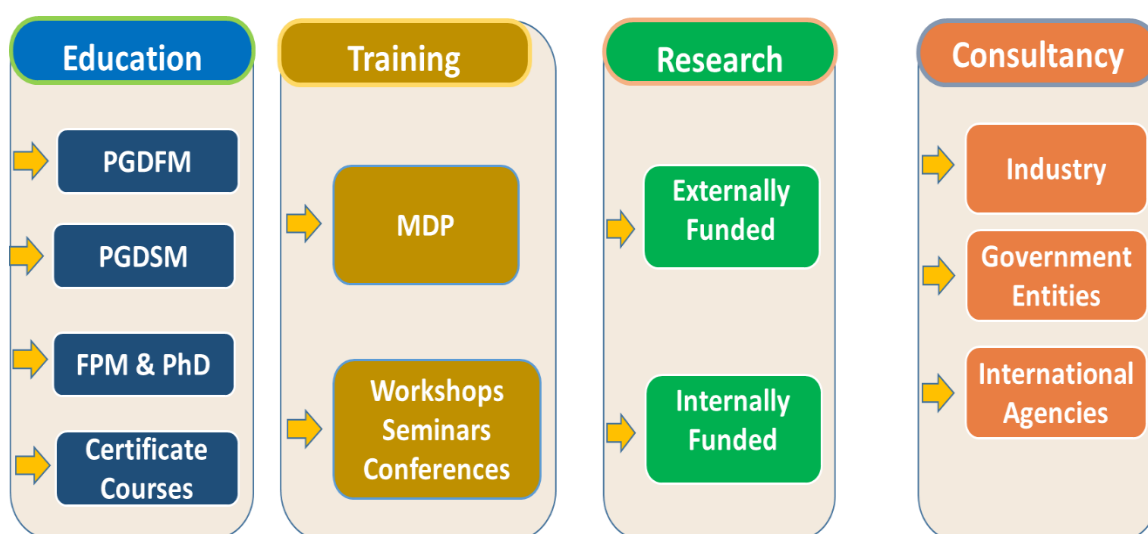 Education
PGDFM
PGDSM
FPM & PhD
Certificate
Courses
Training
MDP
Workshops
Seminars
Conferences
Research
Externally
Funded
Internally
Funded
Consultancy
Industry
Government
Entities
International
Agencies